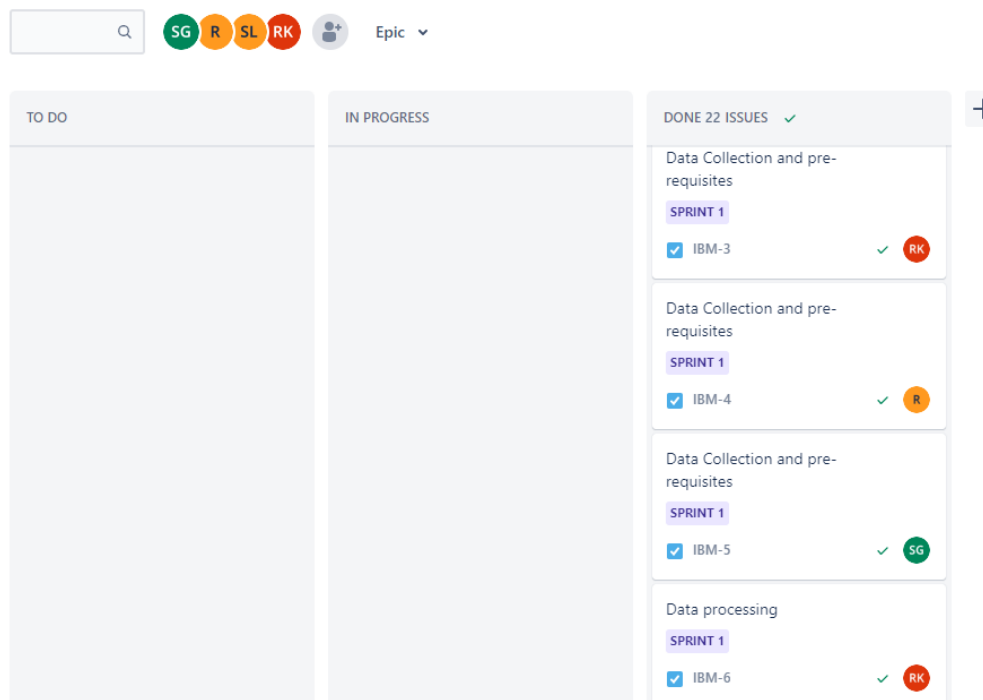 SG R SL RK Epic
TO DO
IN PROGRESS
DONE 22 ISSUES
Data Collection and pre-
requisites
SPRINT 1
IBM-3 RK
Data Collection and pre-
requisites
SPRINT 1
IBM-4 R
Data Collection and pre-
requisites
SPRINT 1
IBM-5 SG
Data processing
SPRINT 1
IBM-6 RK